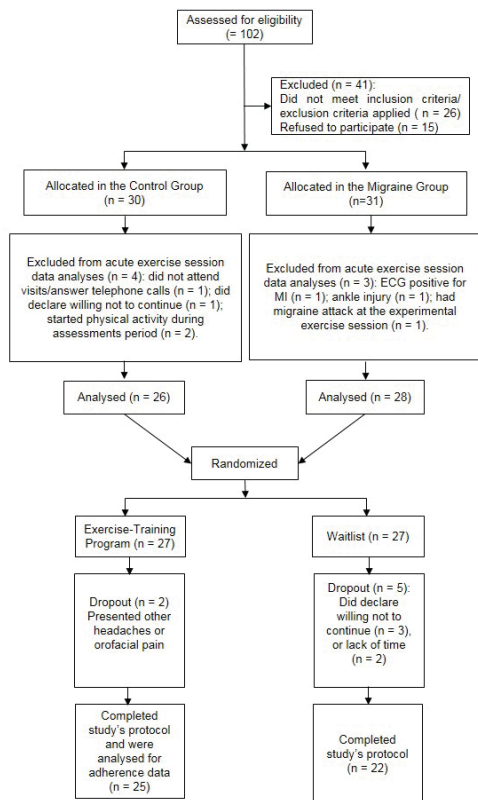 Assessed for eligibility
(= 102)
Excluded (n = 41):
Did not meet inclusion criteria/
exclusion criteria applied ( n = 26)
Refused to participate (n = 15)
Allocated in the Control Group
(n = 30)
Allocated in the Migraine Group
(n=31)
Excluded from acute exercise session
data analyses (n = 4): did not attend
visits/answer telephone calls (n = 1); did
declare willing not to continue (n = 1);
started physical activity during
assessments period (n = 2).
Excluded from acute exercise session
data analyses (n = 3): ECG positive for
MI (n = 1); ankle injury (n = 1); had
migraine attack at the experimental
exercise session (n = 1).
Analysed (n = 26)
Analysed (n = 28)
Randomized
Exercise-Training
Program (n = 27)
Waitlist (n = 27)
Dropout (n = 2)
Presented other
headaches or
orofacial pain
Dropout (n = 5):
Did declare
willing not to
continue (n = 3),
or lack of time
(n = 2)
Completed
study's protocol
and were
analysed for
adherence data
(n = 25)
Completed
study's protocol
(n = 22)